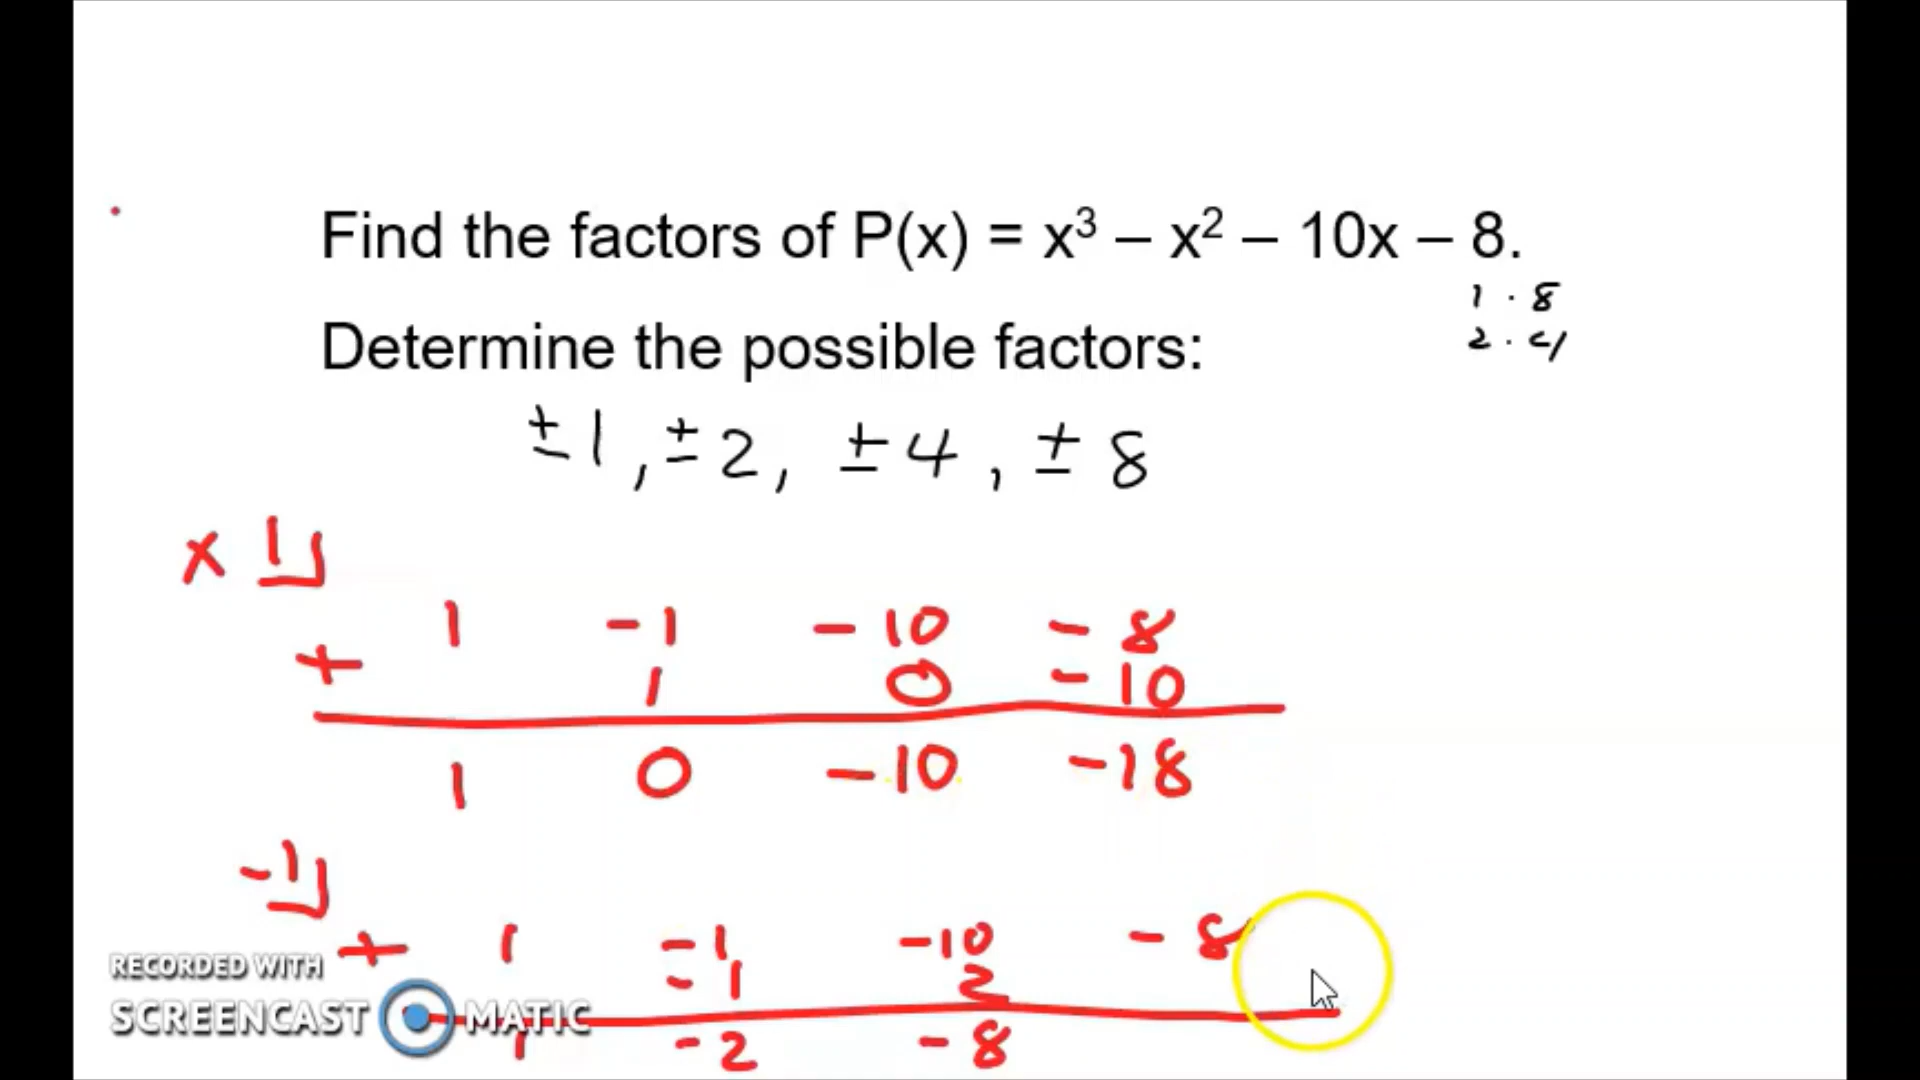 Find the factors of P(x) = x³ – x² – 10x – 8.
1 · 8
2 · 4
Determine the possible factors:
±1, ±2, ±4, ±8
x 1
1 -1 -10 -8
+ 1 0 -10
1 0 -10 -18
-1
+ 1 -1 -10 -8
-1 2
1 -2 -8
RECORDED WITH
SCREENCAST MATIC